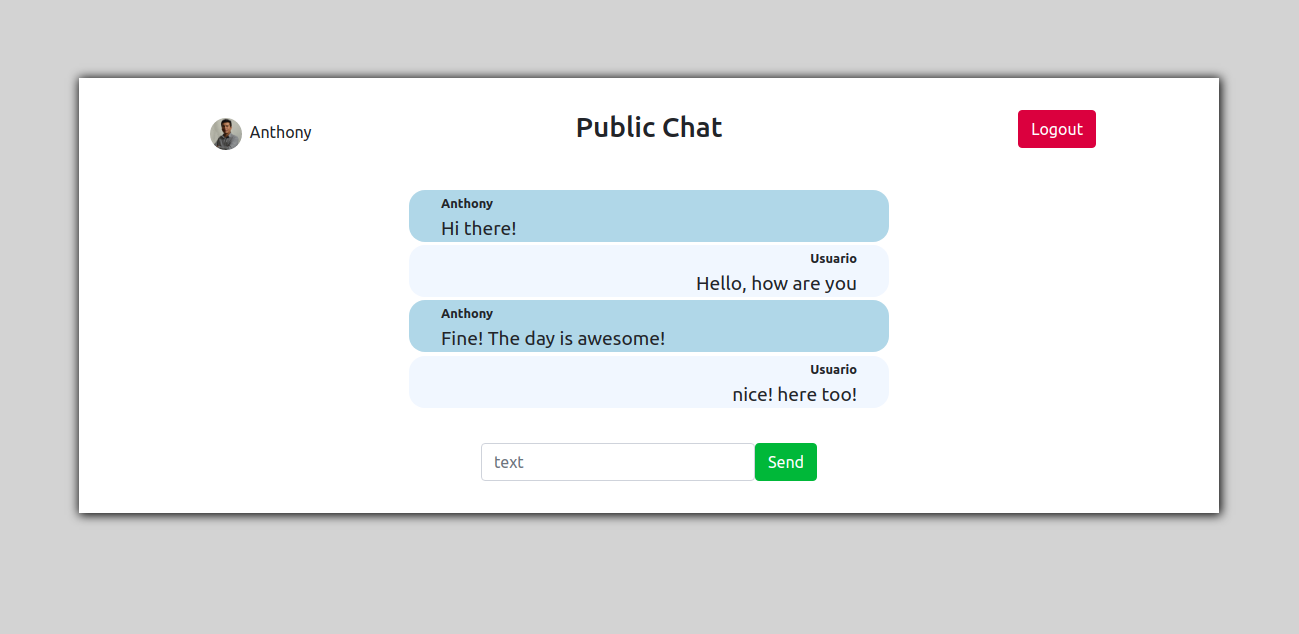 Anthony
Public Chat
Logout
Anthony
Hi there!
Usuario
Hello, how are you
Anthony
Fine! The day is awesome!
Usuario
nice! here too!
text
Send